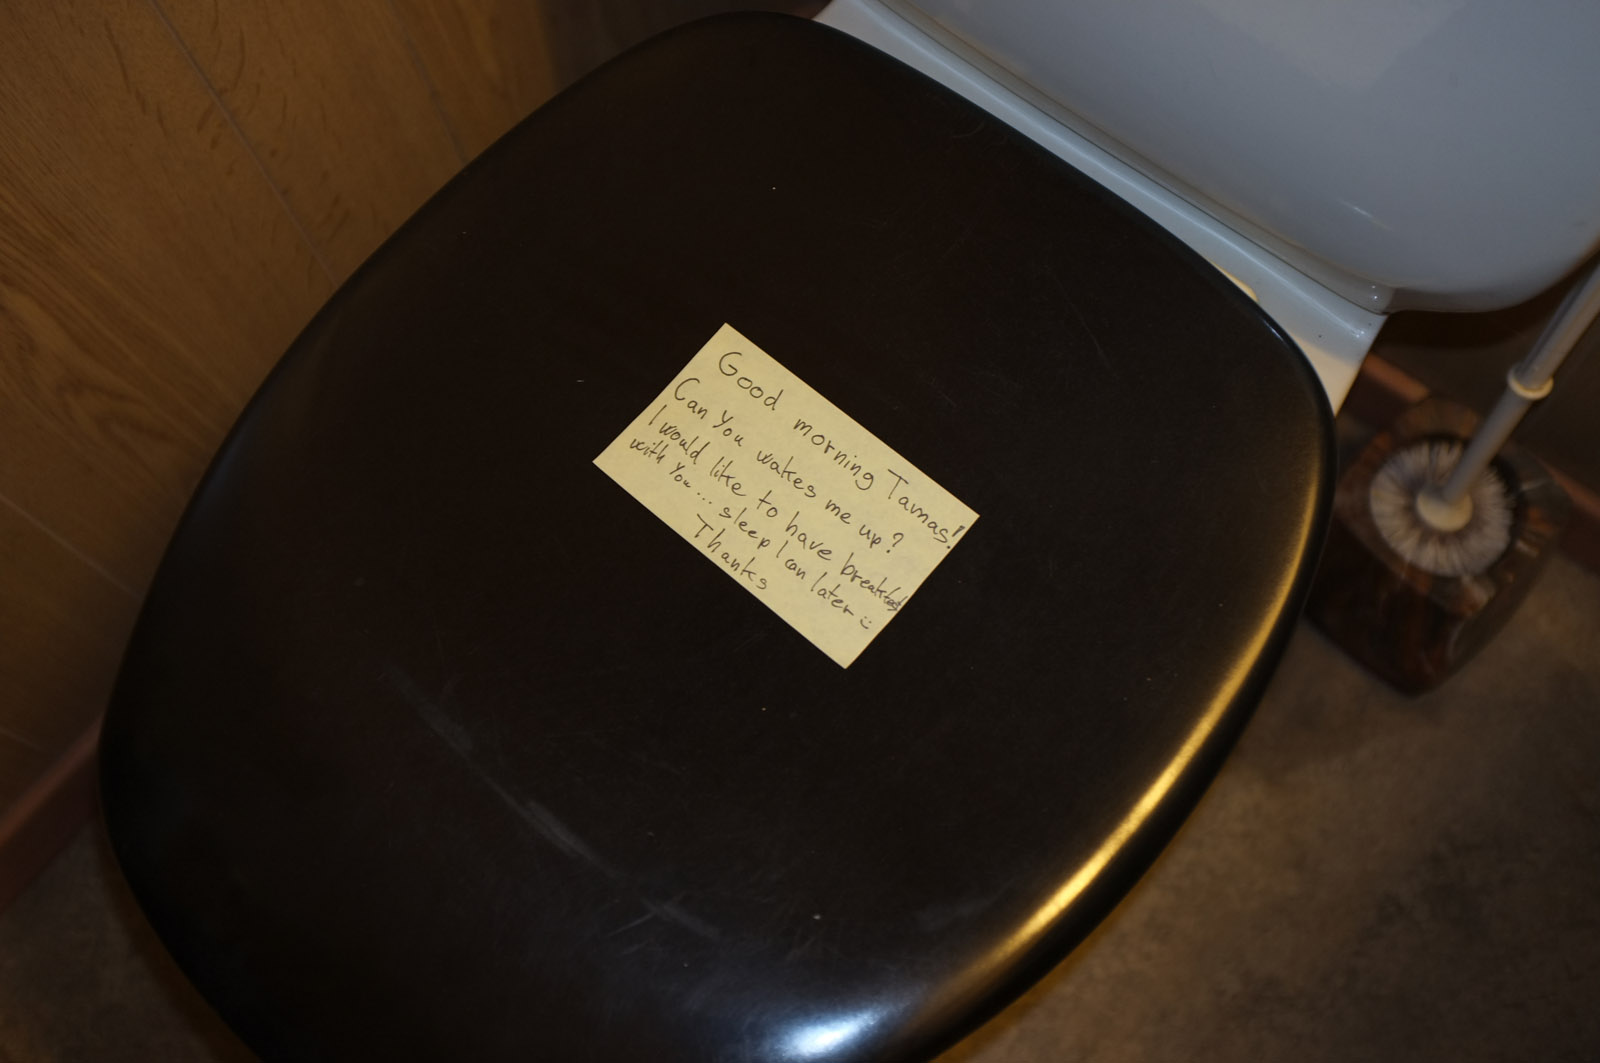 Good morning Tamas!
Can You wakes me up?
I would like to have breakfast
with You... sleep I can later :)
Thanks